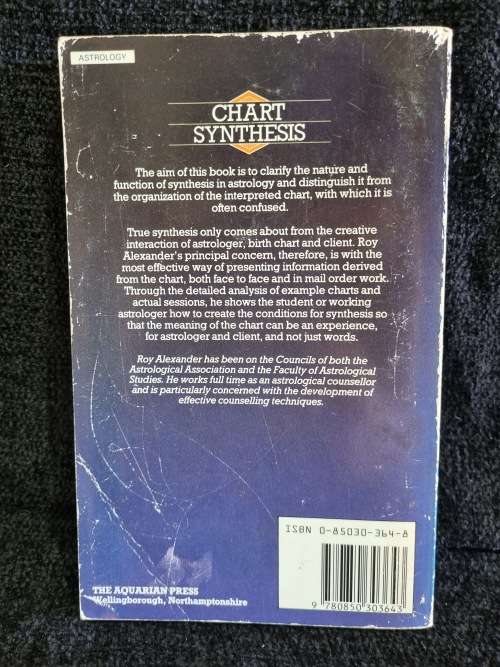 ASTROLOGY
CHART
SYNTHESIS
The aim of this book is to clarify the nature and
function of synthesis in astrology and distinguish it from
the organization of the interpreted chart, with which it is
often confused.
True synthesis only comes about from the creative
interaction of astrologer, birth chart and client. Roy
Alexander's principal concern, therefore, is with the
most effective way of presenting information derived
from the chart, both face to face and in mail order work.
Through the detailed analysis of example charts and
actual sessions, he shows the student or working
astrologer how to create the conditions for synthesis so
that the meaning of the chart can be an experience,
for astrologer and client, and not just words.
Roy Alexander has been on the Councils of both the
Astrological Association and the Faculty of Astrological
Studies. He works full time as an astrological counsellor
and is particularly concerned with the development of
effective counselling techniques.
ISBN 0-85030-364-8
9 780850 303643
THE AQUARIAN PRESS
Wellingborough, Northamptonshire